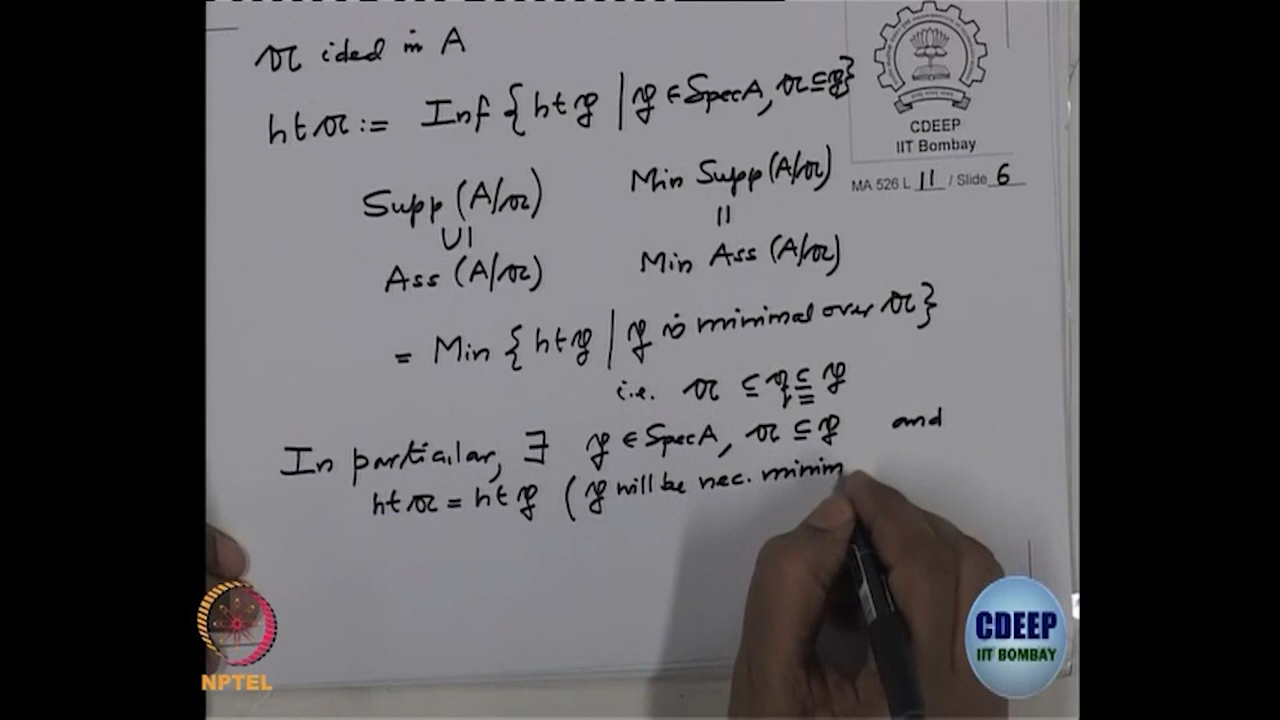 𝔞 ideal in A
ht 𝔞 := Inf {ht 𝔭 | 𝔭 ∈ Spec A, 𝔞 ⊆ 𝔭}
CDEEP
IIT Bombay
MA 526 L 11 / Slide 6
Supp (A/𝔞) Min Supp (A/𝔞)
∪| ||
Ass (A/𝔞) Min Ass (A/𝔞)
= Min {ht 𝔭 | 𝔭 is minimal over 𝔞}
i.e. 𝔞 ⊆ 𝔮 ⊆ 𝔭
=
In particular, ∃ 𝔭 ∈ Spec A, 𝔞 ⊆ 𝔭 and
ht 𝔞 = ht 𝔭 (𝔭 will be nec. minim
NPTEL
CDEEP
IIT BOMBAY